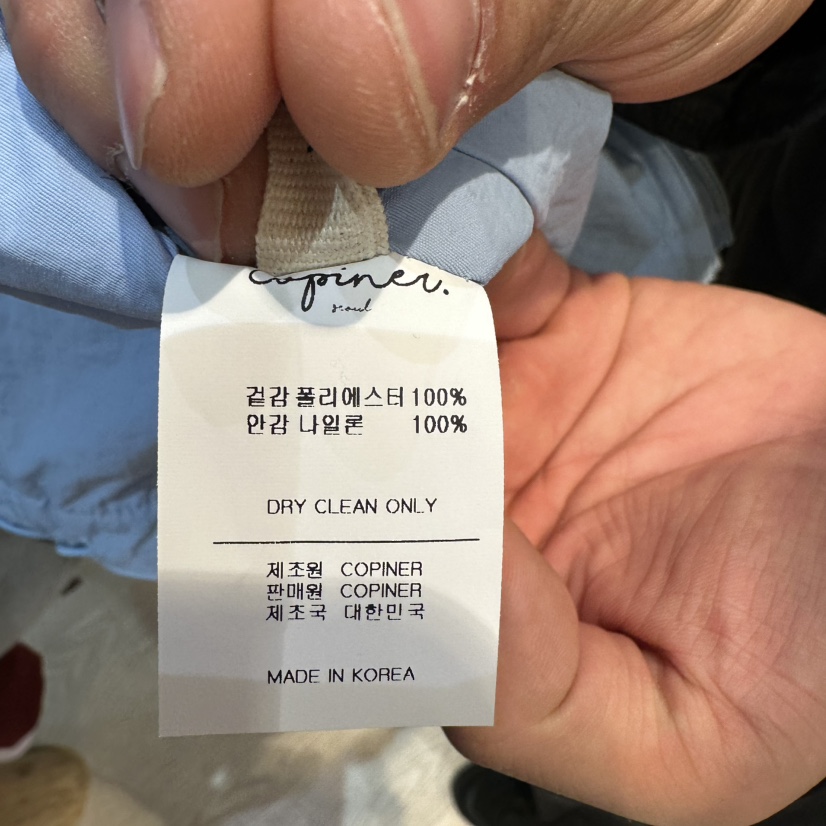 copiner.
seoul
겉감 폴리에스터 100%
안감 나일론 100%
DRY CLEAN ONLY
제조원 COPINER
판매원 COPINER
제조국 대한민국
MADE IN KOREA